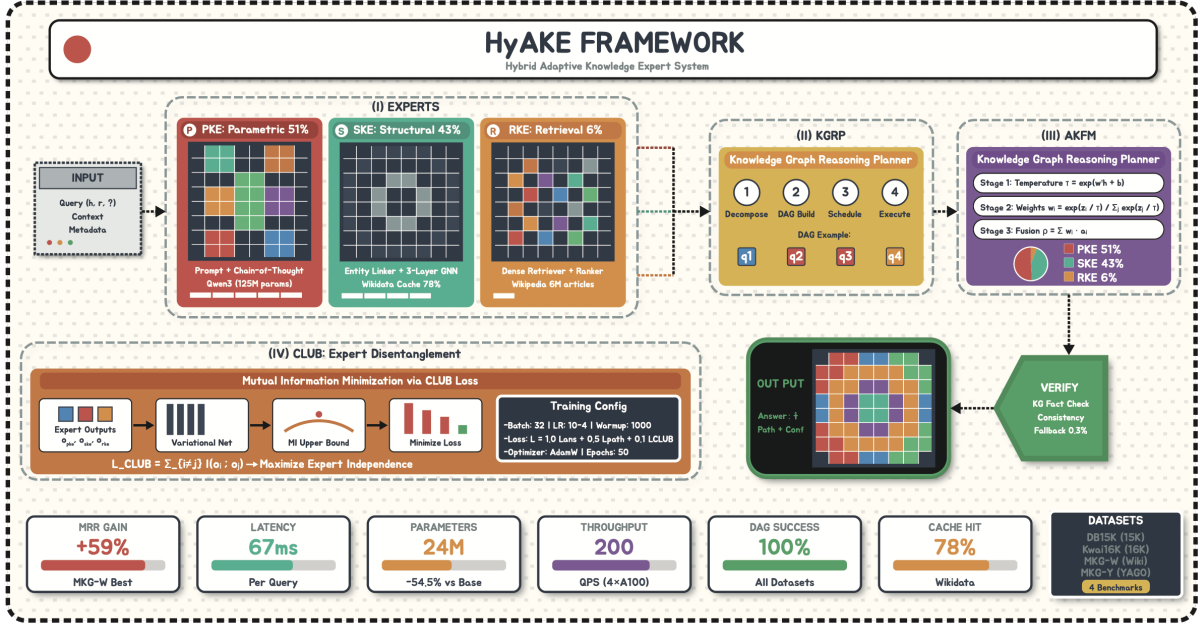 HyAKE FRAMEWORK
Hybrid Adaptive Knowledge Expert System
INPUT
Query (h, r, ?)
Context
Metadata
(I) EXPERTS
P PKE: Parametric 51%
Prompt + Chain-of-Thought
Qwen3 (125M params)
S SKE: Structural 43%
Entity Linker + 3-Layer GNN
Wikidata Cache 78%
R RKE: Retrieval 6%
Dense Retriever + Ranker
Wikipedia 6M articles
(II) KGRP
Knowledge Graph Reasoning Planner
1 2 3 4
Decompose DAG Build Schedule Execute
DAG Example:
q1 q2 q3 q4
(III) AKFM
Knowledge Graph Reasoning Planner
Stage 1: Temperature τ = exp(wᵗh + b)
Stage 2: Weights wᵢ = exp(zᵢ / τ) / Σⱼ exp(zⱼ / τ)
Stage 3: Fusion ρ = Σ wᵢ · αᵢ
PKE 51%
SKE 43%
RKE 6%
(IV) CLUB: Expert Disentanglement
Mutual Information Minimization via CLUB Loss
Expert Outputs
Oₚₖₑ, Oₛₖₑ, Oᵣₖₑ
Variational Net
MI Upper Bound
Minimize Loss
L_CLUB = Σ_{i≠j} I(oᵢ ; oⱼ) → Maximize Expert Independence
Training Config
-Batch: 32 | LR: 10-4 | Warmup: 1000
-Loss: L = 1,0 Lans + 0,5 Lpath + 0,1 LCLUB
-Optimizer: AdamW | Epochs: 50
OUT PUT
Answer:
Path + Conf
VERIFY
KG Fact Check
Consistency
Fallback 0,3%
MRR GAIN
+59%
MKG-W Best
LATENCY
67ms
Per Query
PARAMETERS
24M
-54,5% vs Base
THROUGHPUT
200
QPS (4×A100)
DAG SUCCESS
100%
All Datasets
CACHE HIT
78%
Wikidata
DATASETS
DB15K (15K)
Kwai16K (16K)
MKG-W (Wiki)
MKG-Y (YAGO)
4 Benchmarks